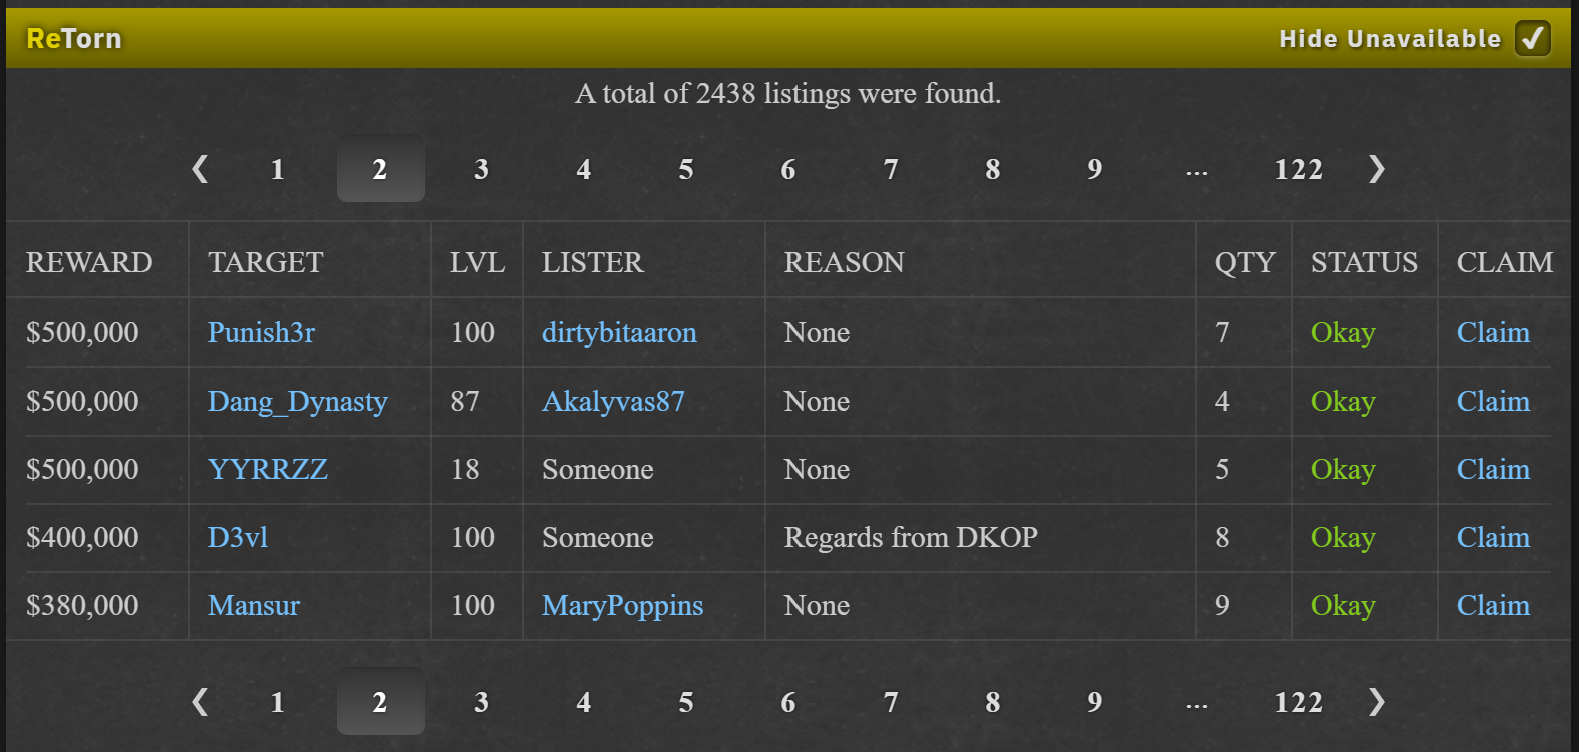 ReTorn Hide Unavailable
A total of 2438 listings were found.
❮ 1 2 3 4 5 6 7 8 9 ... 122 ❯
REWARD TARGET LVL LISTER REASON QTY STATUS CLAIM
$500,000 Punish3r 100 dirtybitaaron None 7 Okay Claim
$500,000 Dang_Dynasty 87 Akalyvas87 None 4 Okay Claim
$500,000 YYRRZZ 18 Someone None 5 Okay Claim
$400,000 D3vl 100 Someone Regards from DKOP 8 Okay Claim
$380,000 Mansur 100 MaryPoppins None 9 Okay Claim
❮ 1 2 3 4 5 6 7 8 9 ... 122 ❯